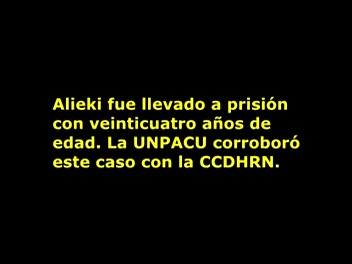 Alieki fue llevado a prisión
con veinticuatro años de
edad. La UNPACU corroboró
este caso con la CCDHRN.